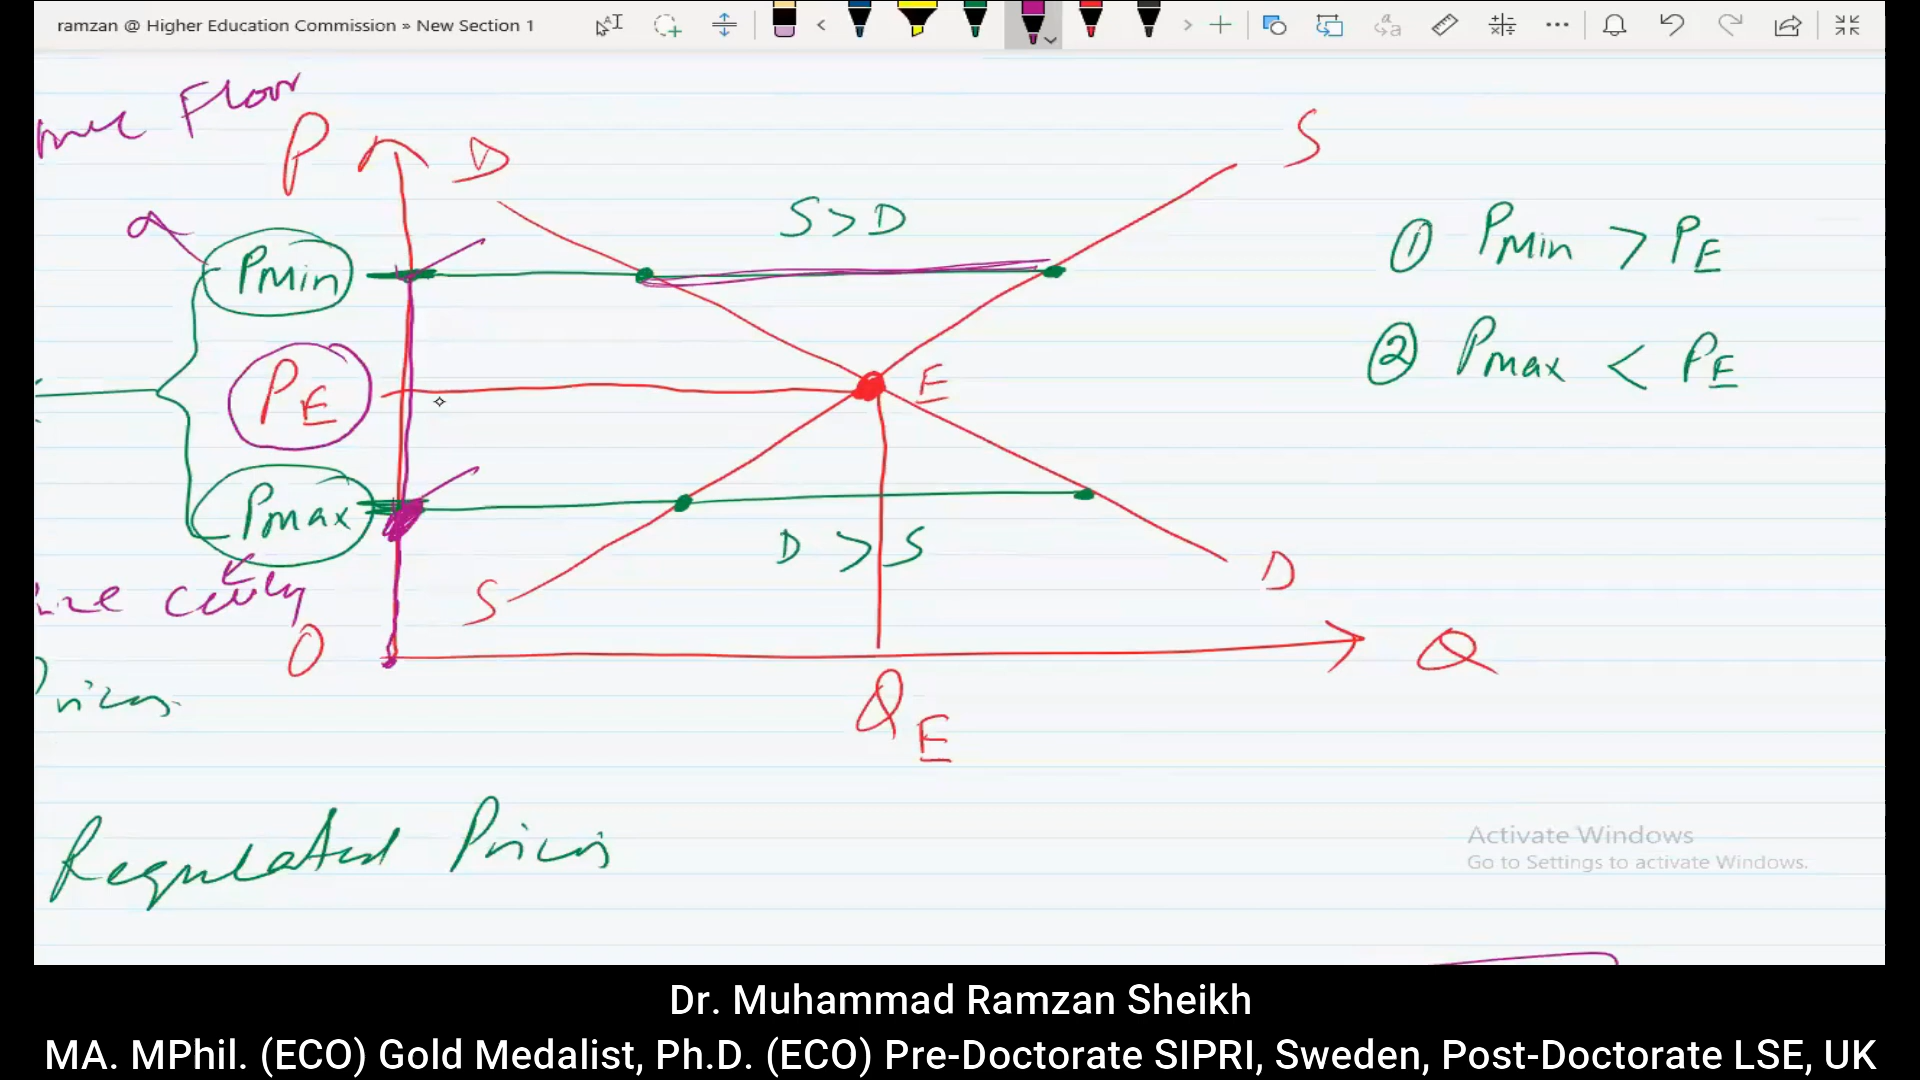 ramzan @ Higher Education Commission » New Section 1
Floor
P
D
S
S>D
① PMin > PE
PMin
PE
E
② Pmax < PE
Pmax
D > S
S
D
O
Q
QE
Prices
Regulated Prices
Activate Windows
Go to Settings to activate Windows.
Dr. Muhammad Ramzan Sheikh
MA. MPhil. (ECO) Gold Medalist, Ph.D. (ECO) Pre-Doctorate SIPRI, Sweden, Post-Doctorate LSE, UK